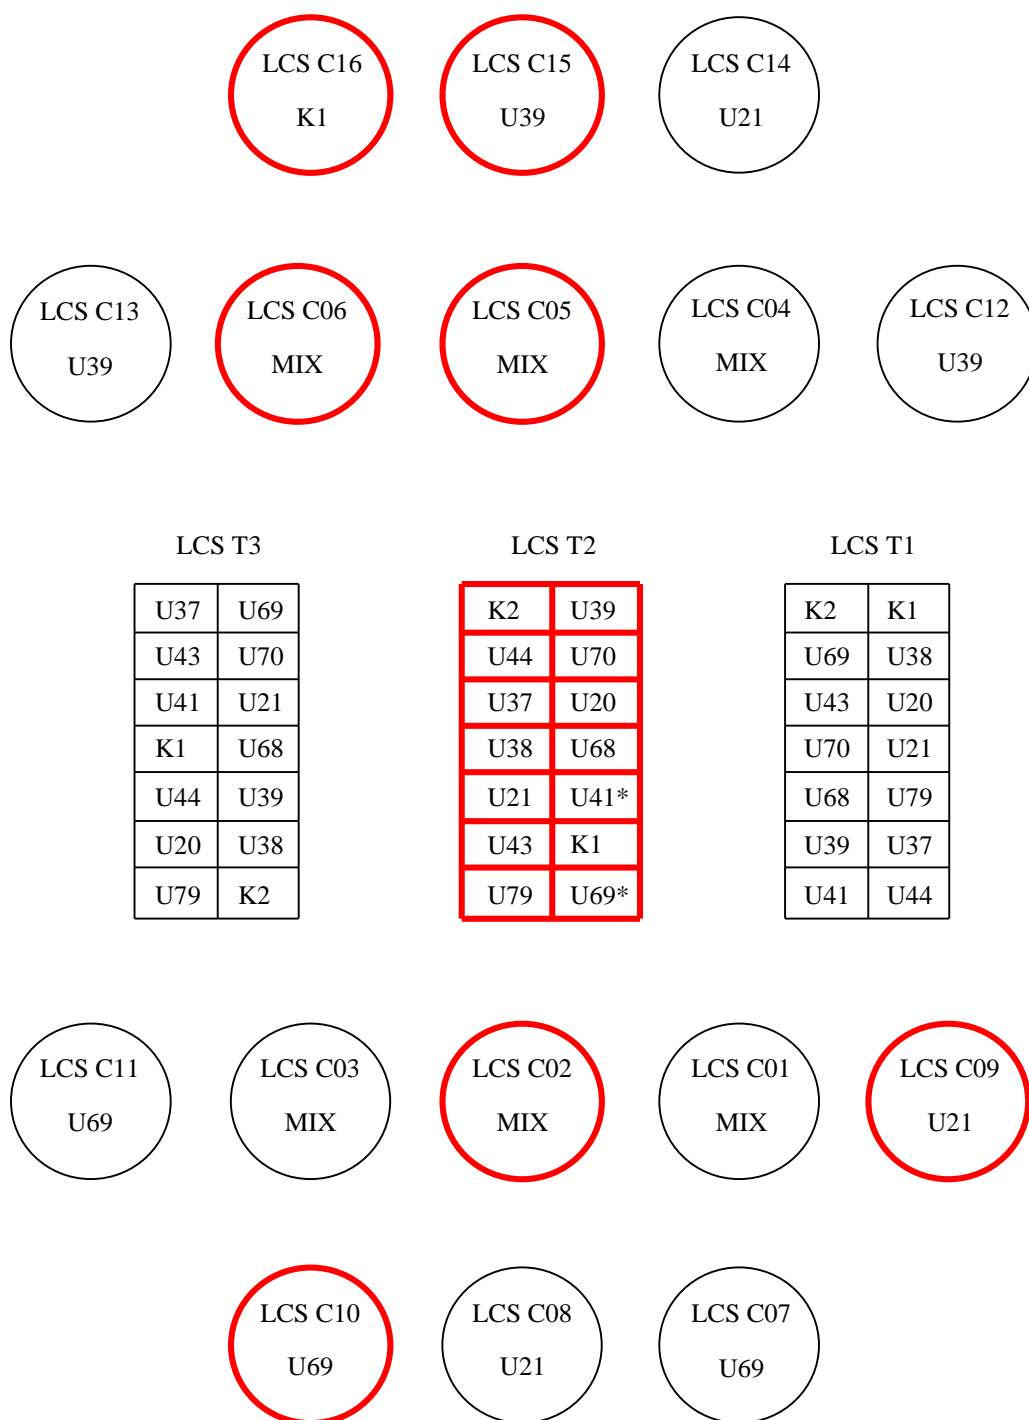 LCS C16
K1
LCS C15
U39
LCS C14
U21
LCS C13
U39
LCS C06
MIX
LCS C05
MIX
LCS C04
MIX
LCS C12
U39
LCS T3
U37 U69
U43 U70
U41 U21
K1 U68
U44 U39
U20 U38
U79 K2
LCS T2
K2 U39
U44 U70
U37 U20
U38 U68
U21 U41*
U43 K1
U79 U69*
LCS T1
K2 K1
U69 U38
U43 U20
U70 U21
U68 U79
U39 U37
U41 U44
LCS C11
U69
LCS C03
MIX
LCS C02
MIX
LCS C01
MIX
LCS C09
U21
LCS C10
U69
LCS C08
U21
LCS C07
U69